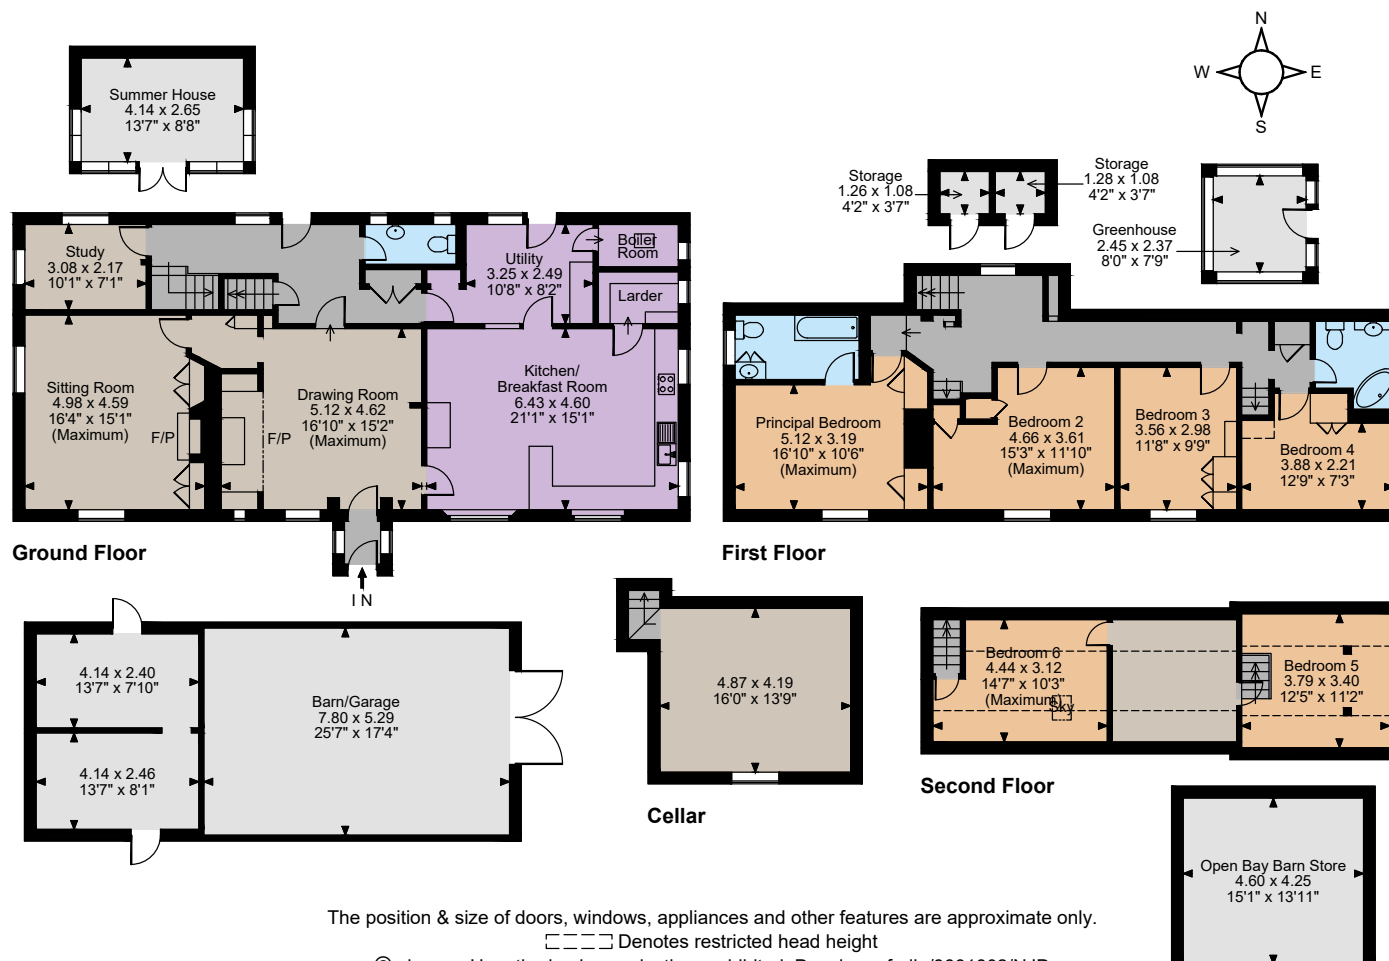 N
W
E
S
Summer House
4.14 x 2.65
13'7" x 8'8"
Storage
1.26 x 1.08
4'2" x 3'7"
Storage
1.28 x 1.08
4'2" x 3'7"
Greenhouse
2.45 x 2.37
8'0" x 7'9"
Study
3.08 x 2.17
10'1" x 7'1"
Utility
3.25 x 2.49
10'8" x 8'2"
Boiler
Room
Larder
Sitting Room
4.98 x 4.59
16'4" x 15'1"
(Maximum)
F/P
F/P
Drawing Room
5.12 x 4.62
16'10" x 15'2"
(Maximum)
Kitchen/
Breakfast Room
6.43 x 4.60
21'1" x 15'1"
IN
Ground Floor
Principal Bedroom
5.12 x 3.19
16'10" x 10'6"
(Maximum)
Bedroom 2
4.66 x 3.61
15'3" x 11'10"
(Maximum)
Bedroom 3
3.56 x 2.98
11'8" x 9'9"
Bedroom 4
3.88 x 2.21
12'9" x 7'3"
First Floor
4.14 x 2.40
13'7" x 7'10"
4.14 x 2.46
13'7" x 8'1"
Barn/Garage
7.80 x 5.29
25'7" x 17'4"
4.87 x 4.19
16'0" x 13'9"
Cellar
Bedroom 6
4.44 x 3.12
14'7" x 10'3"
(Maximum)
Sky
Bedroom 5
3.79 x 3.40
12'5" x 11'2"
Second Floor
Open Bay Barn Store
4.60 x 4.25
15'1" x 13'11"
The position & size of doors, windows, appliances and other features are approximate only.
Denotes restricted head height